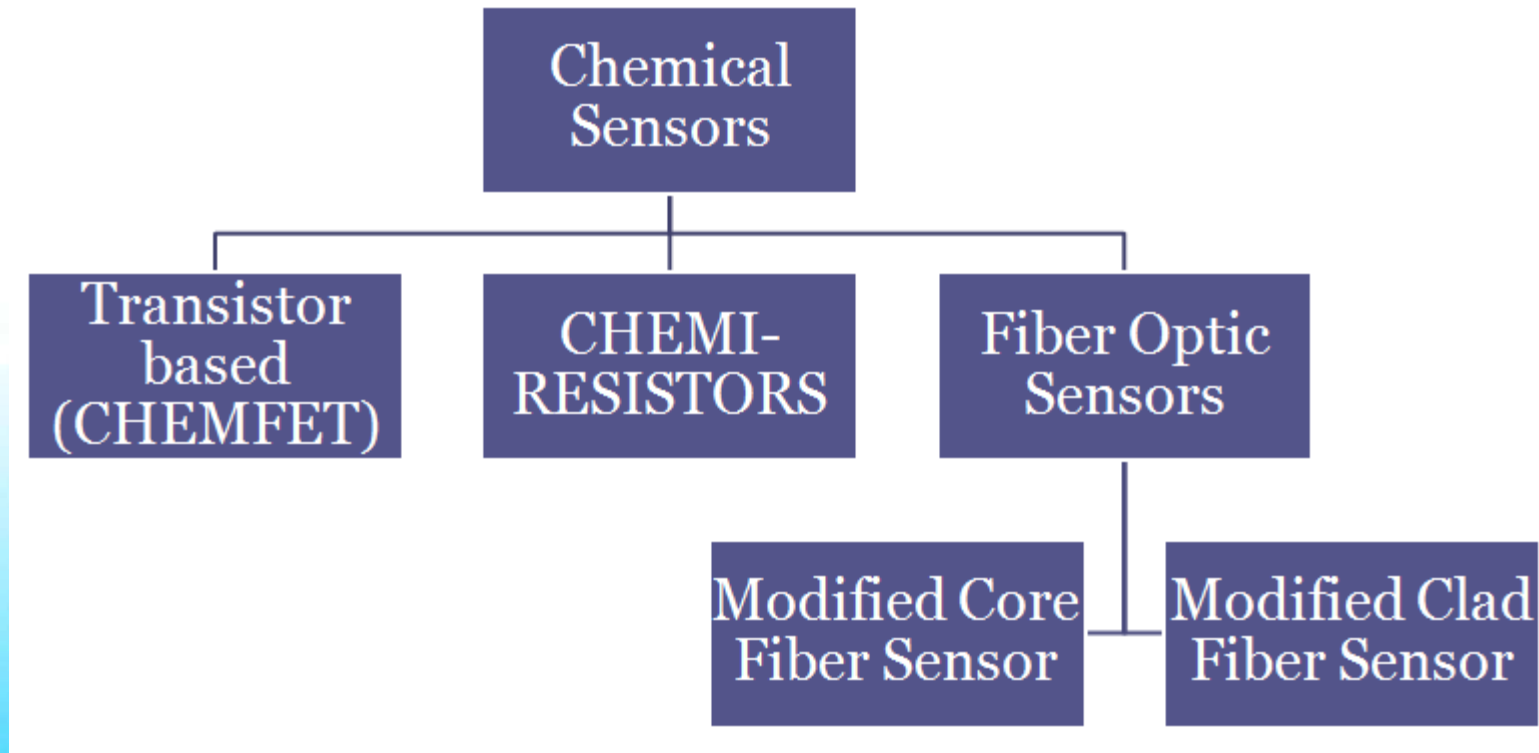 Chemical
Sensors
Transistor
based
(CHEMFET)
CHEMI-
RESISTORS
Fiber Optic
Sensors
Modified Core
Fiber Sensor
Modified Clad
Fiber Sensor